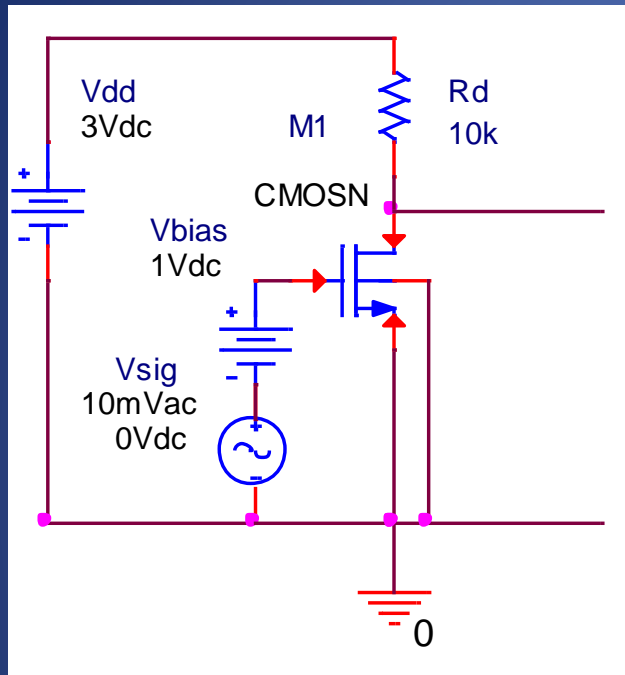 Vdd
3Vdc
M1
Rd
10k
CMOSN
Vbias
1Vdc
Vsig
10mVac
0Vdc
0